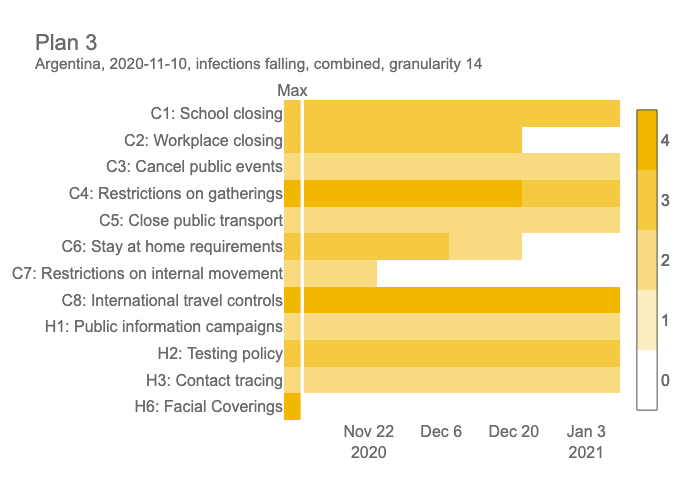 Plan 3
Argentina, 2020-11-10, infections falling, combined, granularity 14
Max
C1: School closing
C2: Workplace closing
C3: Cancel public events
C4: Restrictions on gatherings
C5: Close public transport
C6: Stay at home requirements
C7: Restrictions on internal movement
C8: International travel controls
H1: Public information campaigns
H2: Testing policy
H3: Contact tracing
H6: Facial Coverings
4
3
2
1
0
Nov 22 Dec 6 Dec 20 Jan 3
2020 2021